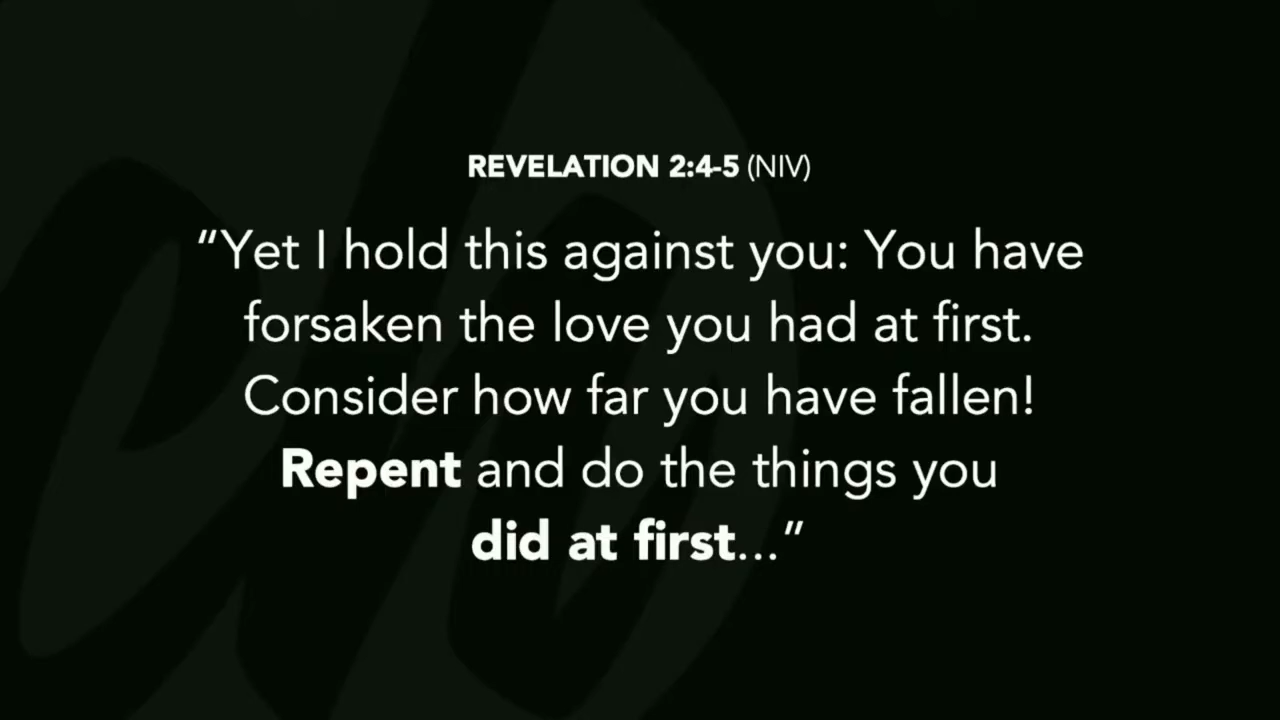 REVELATION 2:4-5 (NIV)
“Yet I hold this against you: You have
forsaken the love you had at first.
Consider how far you have fallen!
Repent and do the things you
did at first...”